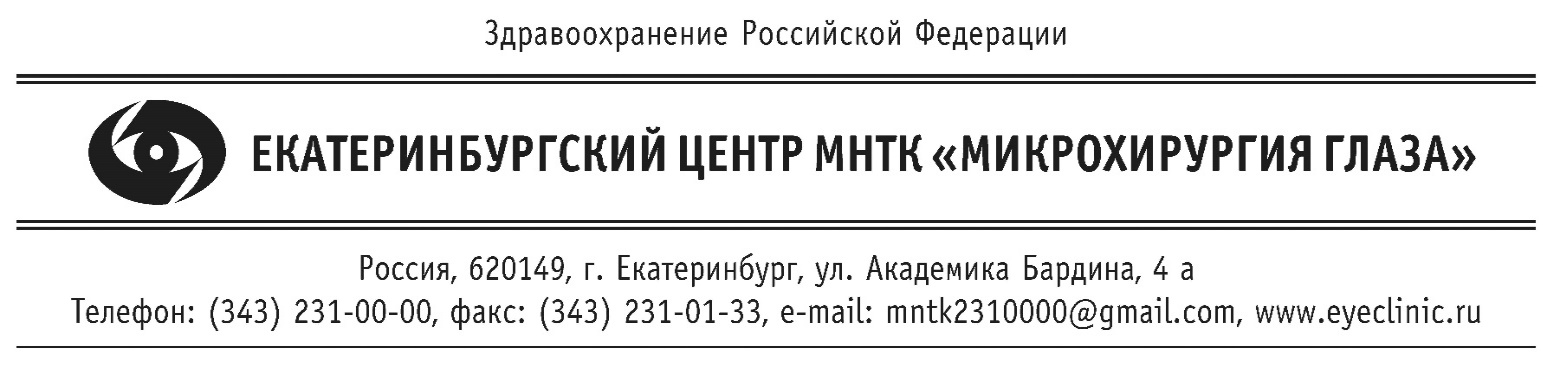 Здравоохранение Российской Федерации
ЕКАТЕРИНБУРГСКИЙ ЦЕНТР МНТК «МИКРОХИРУРГИЯ ГЛАЗА»
Россия, 620149, г. Екатеринбург, ул. Академика Бардина, 4 а
Телефон: (343) 231-00-00, факс: (343) 231-01-33, e-mail: mntk2310000@gmail.com, www.eyeclinic.ru